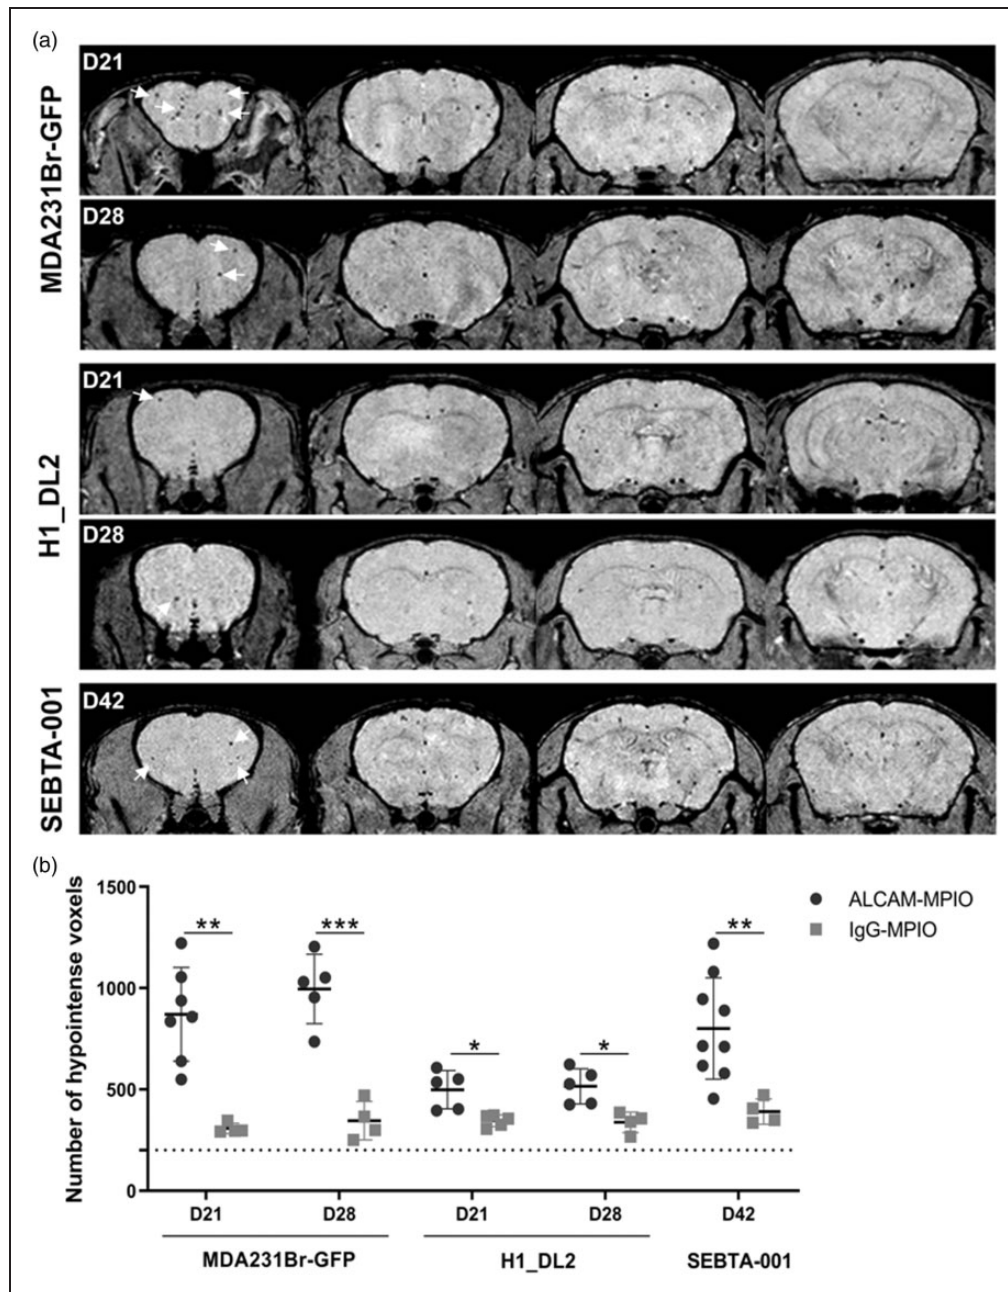 (a)
D21
MDA231Br-GFP
D28
D21
H1_DL2
D28
D42
SEBTA-001
(b)
Number of hypointense voxels
1500
1000
500
0
** *** * * **
ALCAM-MPIO
IgG-MPIO
D21 D28 D21 D28 D42
MDA231Br-GFP H1_DL2 SEBTA-001